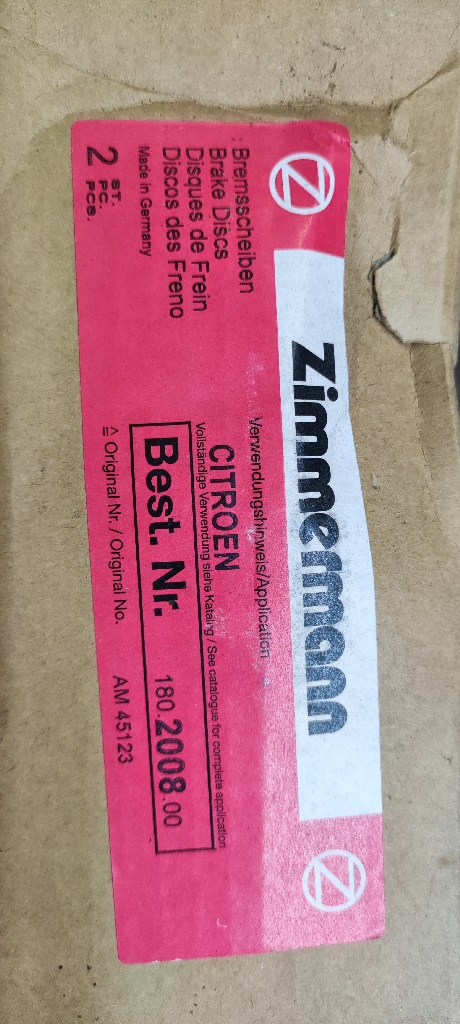 Z
Zimmermann
Z
Bremsscheiben
Brake Discs
Disques de Frein
Discos des Freno
Made in Germany
2 ST.
PC.
PCS.
Verwendungshinweis/Application
CITROEN
Vollständige Verwendung siehe Katalog / See catalogue for complete application
Best. Nr. 180.2008.00
≙ Original Nr. / Original No. AM 45123